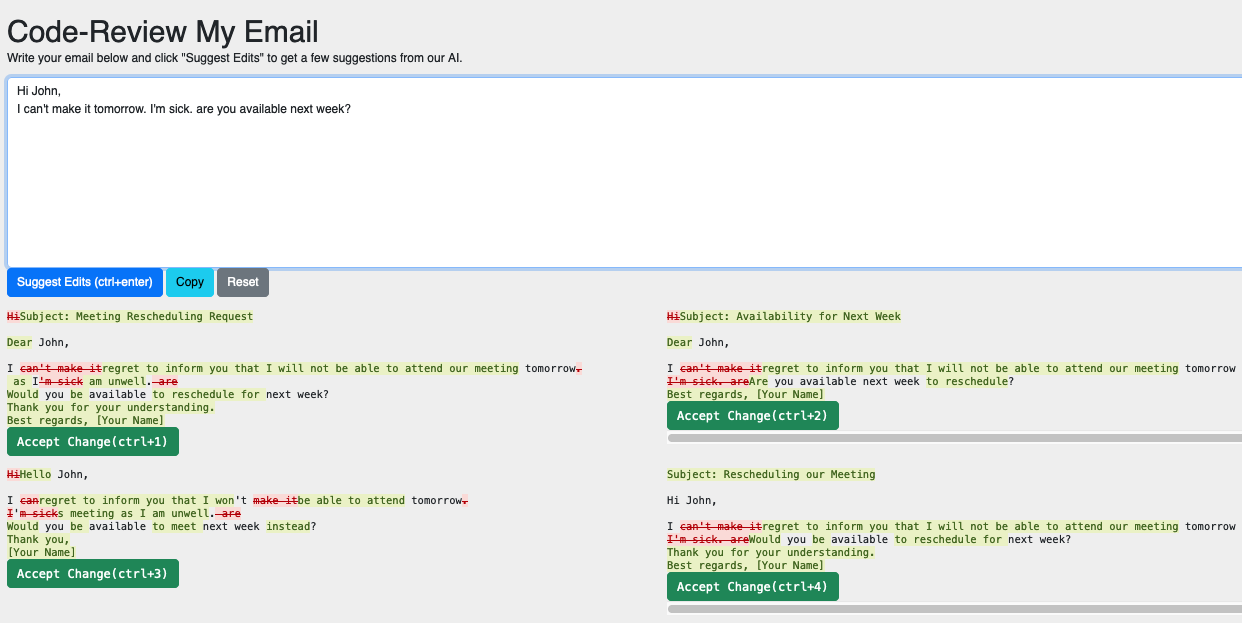 Code-Review My Email
Write your email below and click "Suggest Edits" to get a few suggestions from our AI.
Hi John,
I can't make it tomorrow. I'm sick. are you available next week?
Suggest Edits (ctrl+enter) Copy Reset
HiSubject: Meeting Rescheduling Request
Dear John,
I can't make itregret to inform you that I will not be able to attend our meeting tomorrow.
as I'm sick am unwell. are
Would you be available to reschedule for next week?
Thank you for your understanding.
Best regards, [Your Name]
Accept Change(ctrl+1)
HiSubject: Availability for Next Week
Dear John,
I can't make itregret to inform you that I will not be able to attend our meeting tomorrow
I'm sick. areAre you available next week to reschedule?
Best regards, [Your Name]
Accept Change(ctrl+2)
HiHello John,
I canregret to inform you that I won't make itbe able to attend tomorrow.
I'm sicks meeting as I am unwell. are
Would you be available to meet next week instead?
Thank you,
[Your Name]
Accept Change(ctrl+3)
Subject: Rescheduling our Meeting
Hi John,
I can't make itregret to inform you that I will not be able to attend our meeting tomorrow
I'm sick. areWould you be available to reschedule for next week?
Thank you for your understanding.
Best regards, [Your Name]
Accept Change(ctrl+4)